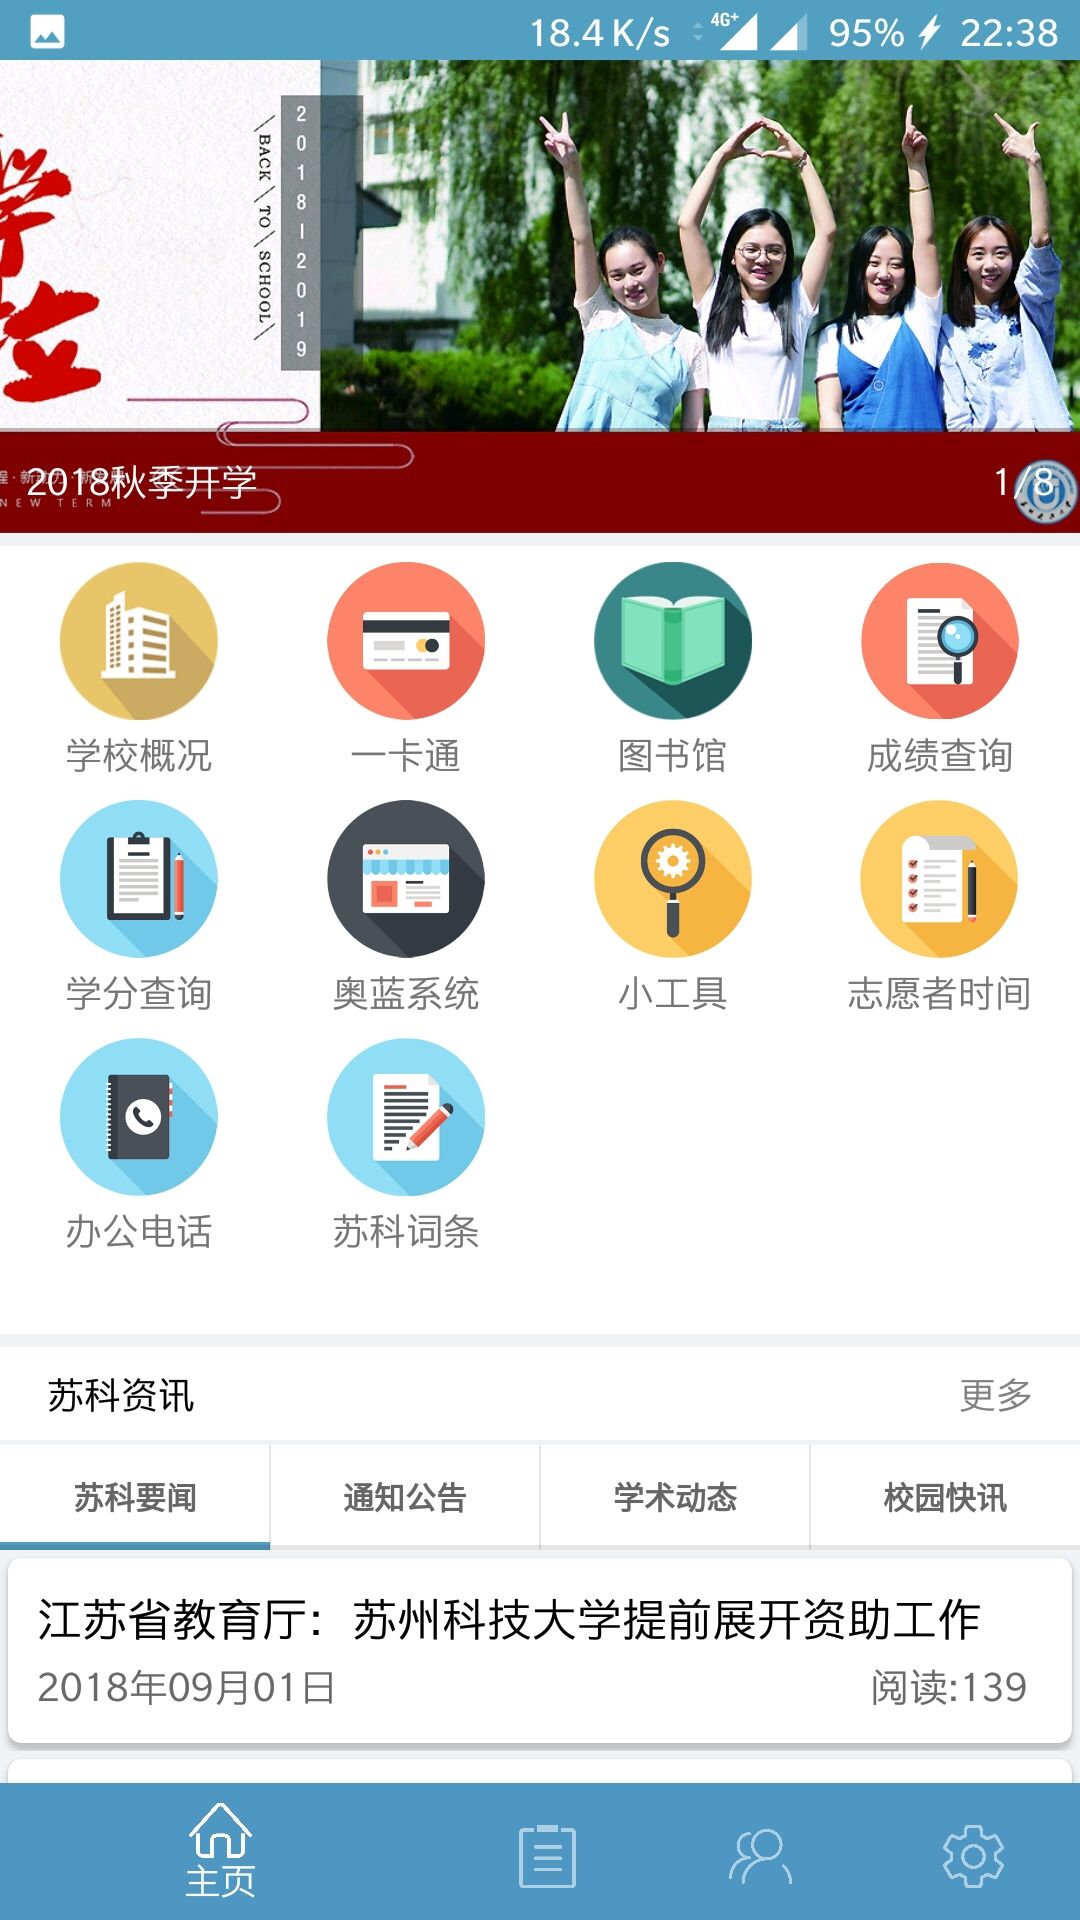 18.4 K/s 4G+ 95% 22:38
2018-2019
\ BACK \ TO \ SCHOOL \
NEW TERM
2018秋季开学 1/8
学校概况 一卡通 图书馆 成绩查询
学分查询 奥蓝系统 小工具 志愿者时间
办公电话 苏科词条
苏科资讯 更多
苏科要闻 通知公告 学术动态 校园快讯
江苏省教育厅：苏州科技大学提前展开资助工作
2018年09月01日 阅读:139
主页